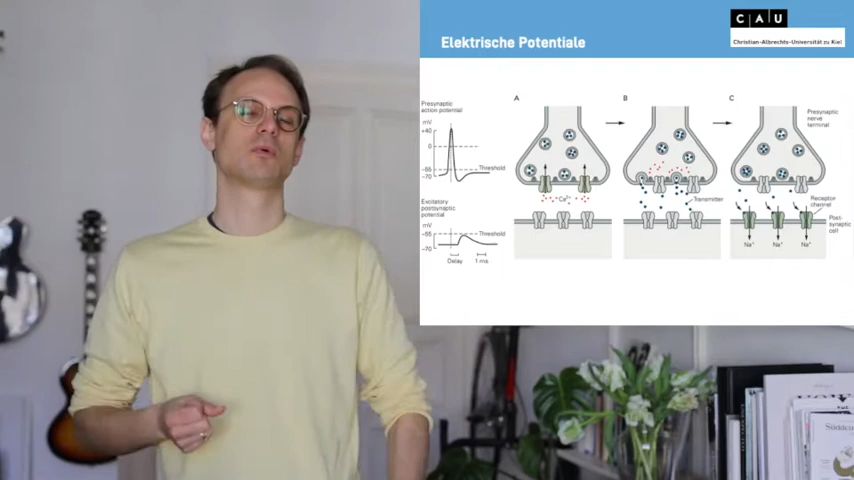 Elektrische Potentiale
C A U
Christian-Albrechts-Universität zu Kiel
Presynaptic
action potential
mV
+40
0
Threshold
−55
−70
Excitatory
postsynaptic
potential
mV
Threshold
−55
−70
Delay
1 ms
A
B
C
Presynaptic
nerve
terminal
Ca²⁺
Transmitter
Receptor
channel
Post-
synaptic
cell
Na⁺
Na⁺
Na⁺